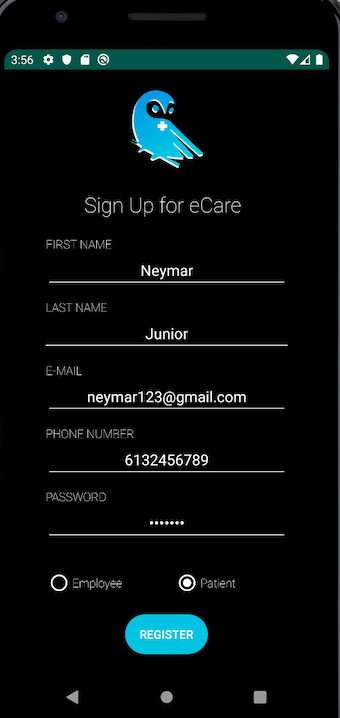 3:56
Sign Up for eCare
FIRST NAME
Neymar
LAST NAME
Junior
E-MAIL
neymar123@gmail.com
PHONE NUMBER
6132456789
PASSWORD
•••••••
Employee Patient
REGISTER